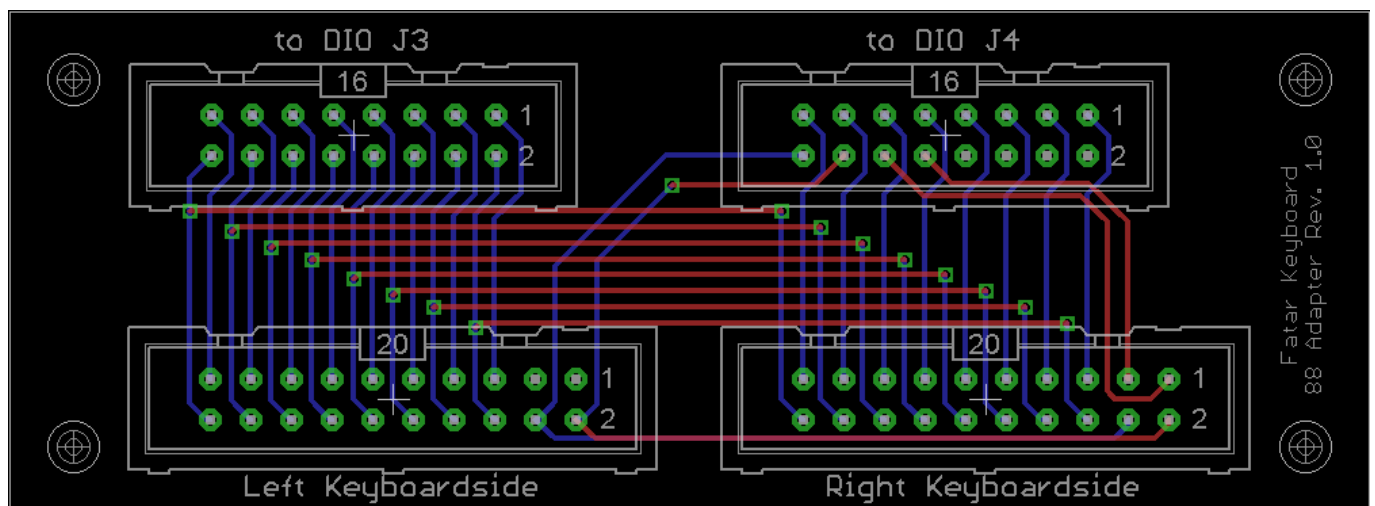 to DIO J3
to DIO J4
16
1
2
16
1
2
Fatar Keyboard
88 Adapter Rev. 1.0
20
1
2
20
1
2
Left Keyboardside
Right Keyboardside